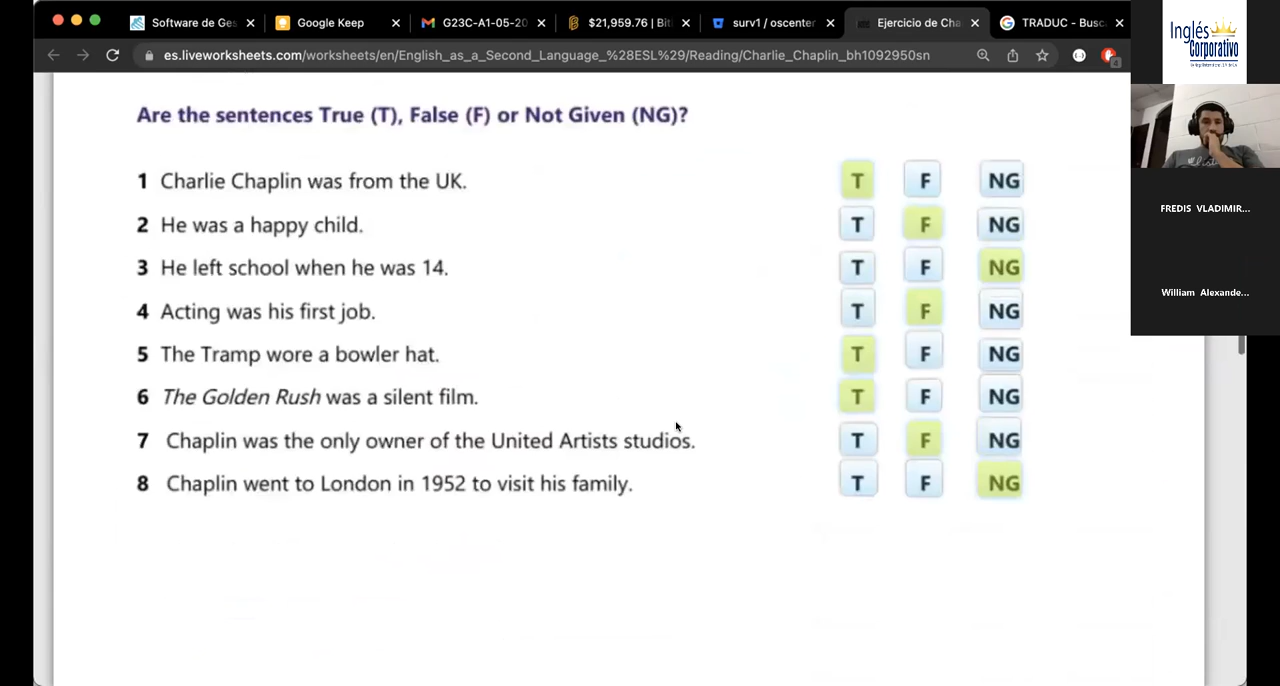 Software de Ges
Google Keep
G23C-A1-05-20
$21,959.76 | Bit
surv1 / oscenter
Ejercicio de Cha
TRADUC - Busc
es.liveworksheets.com/worksheets/en/English_as_a_Second_Language_%28ESL%29/Reading/Charlie_Chaplin_bh1092950sn
4
Inglés
Corporativo
FREDIS VLADIMIR...
William Alexande...
Are the sentences True (T), False (F) or Not Given (NG)?
1 Charlie Chaplin was from the UK. T F NG
2 He was a happy child. T F NG
3 He left school when he was 14. T F NG
4 Acting was his first job. T F NG
5 The Tramp wore a bowler hat. T F NG
6 The Golden Rush was a silent film. T F NG
7 Chaplin was the only owner of the United Artists studios. T F NG
8 Chaplin went to London in 1952 to visit his family. T F NG